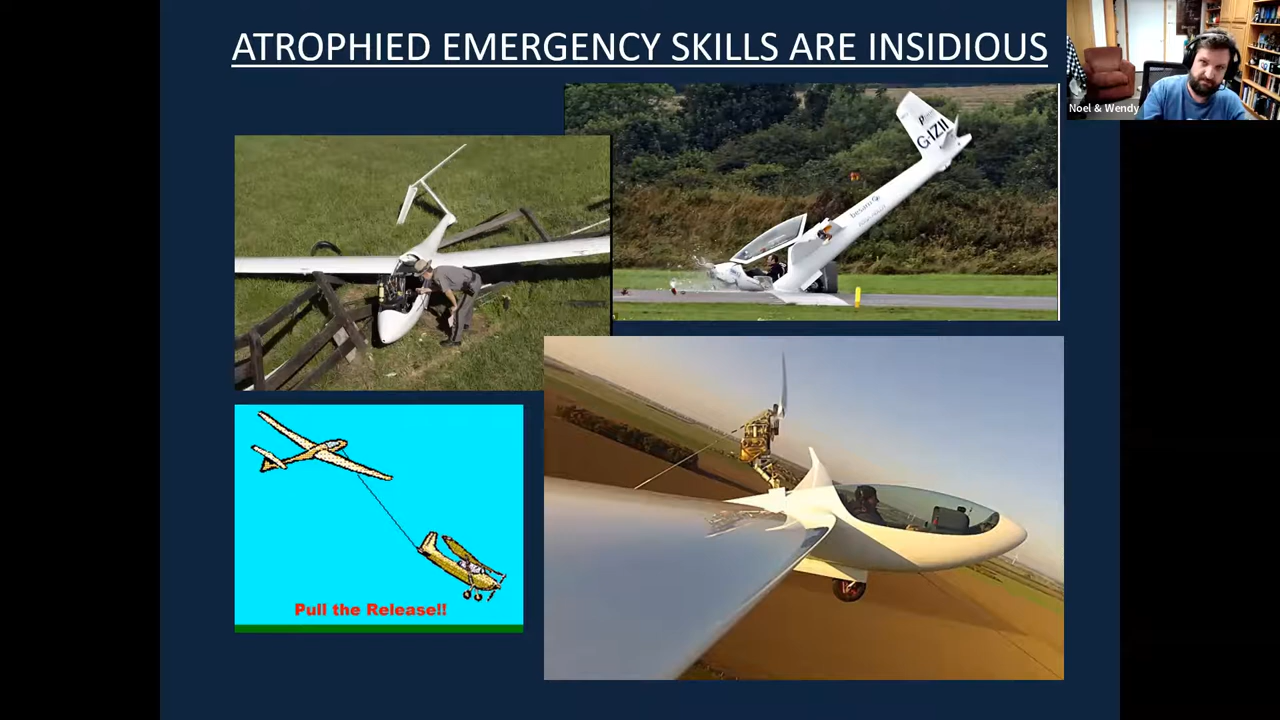 ATROPHIED EMERGENCY SKILLS ARE INSIDIOUS
Noel & Wendy
G-IZII
Pull the Release!!